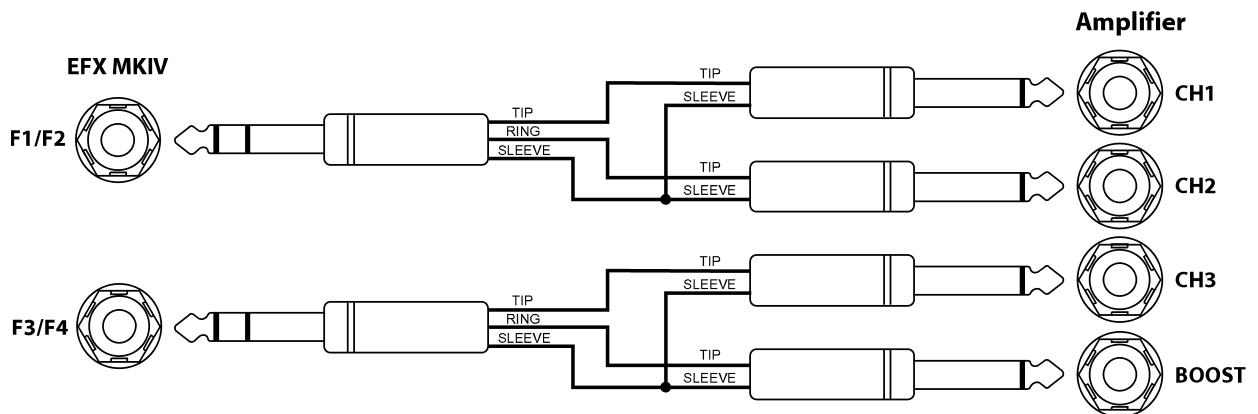 Amplifier
EFX MKIV
TIP
SLEEVE
CH1
F1/F2
TIP
RING
SLEEVE
TIP
SLEEVE
CH2
TIP
SLEEVE
CH3
F3/F4
TIP
RING
SLEEVE
TIP
SLEEVE
BOOST